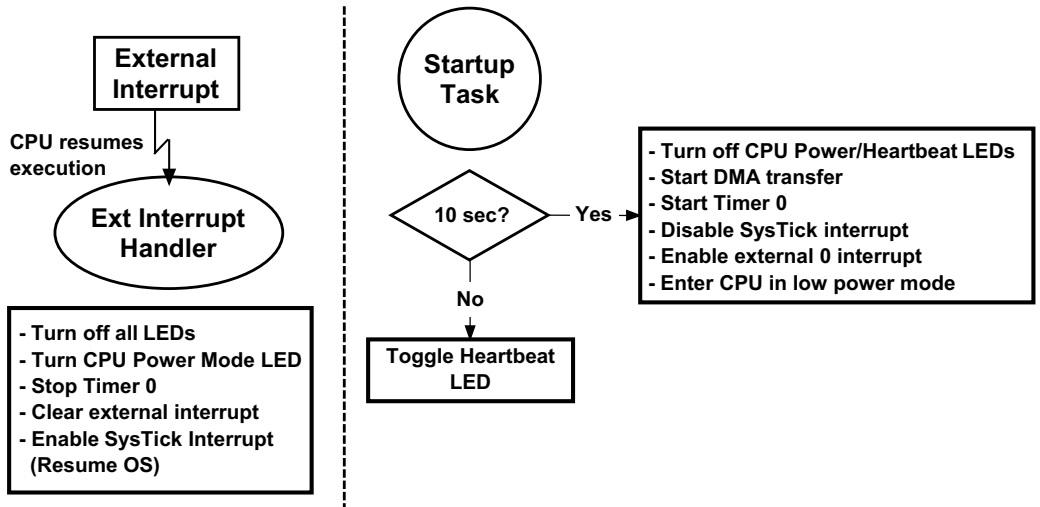 External
Interrupt
CPU resumes
execution
Ext Interrupt
Handler
- Turn off all LEDs
- Turn CPU Power Mode LED
- Stop Timer 0
- Clear external interrupt
- Enable SysTick Interrupt
(Resume OS)
Startup
Task
10 sec?
Yes
No
Toggle Heartbeat
LED
- Turn off CPU Power/Heartbeat LEDs
- Start DMA transfer
- Start Timer 0
- Disable SysTick interrupt
- Enable external 0 interrupt
- Enter CPU in low power mode